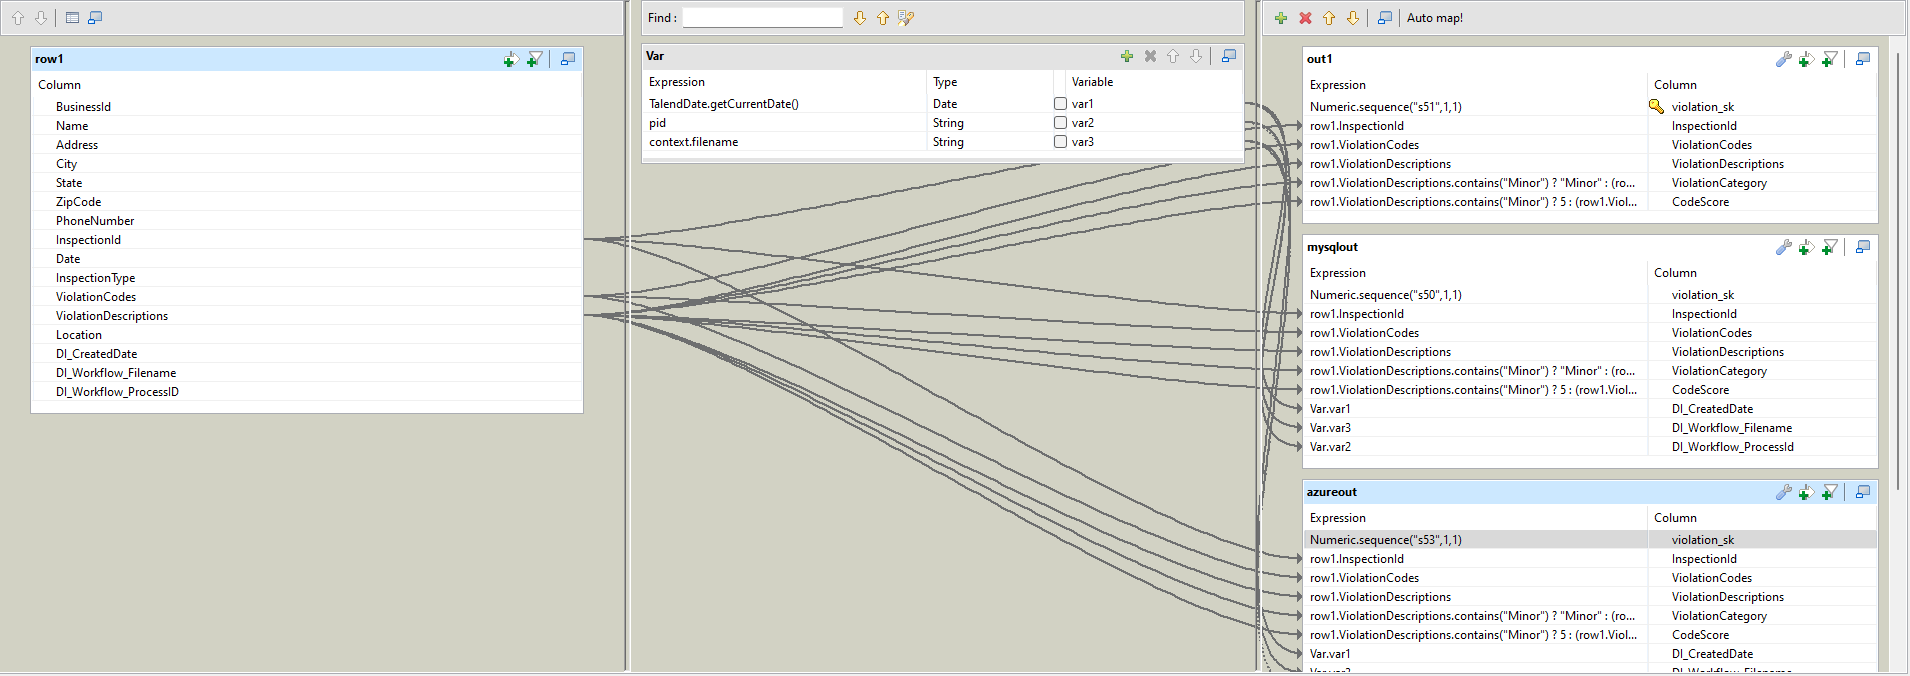 Find :
Auto map!
row1
Column
BusinessId
Name
Address
City
State
ZipCode
PhoneNumber
InspectionId
Date
InspectionType
ViolationCodes
ViolationDescriptions
Location
DI_CreatedDate
DI_Workflow_Filename
DI_Workflow_ProcessID
Var
Expression Type Variable
TalendDate.getCurrentDate() Date var1
pid String var2
context.filename String var3
out1
Expression Column
Numeric.sequence("s51",1,1) violation_sk
row1.InspectionId InspectionId
row1.ViolationCodes ViolationCodes
row1.ViolationDescriptions ViolationDescriptions
row1.ViolationDescriptions.contains("Minor") ? "Minor" : (ro... ViolationCategory
row1.ViolationDescriptions.contains("Minor") ? 5 : (row1.Viol... CodeScore
mysqlout
Expression Column
Numeric.sequence("s50",1,1) violation_sk
row1.InspectionId InspectionId
row1.ViolationCodes ViolationCodes
row1.ViolationDescriptions ViolationDescriptions
row1.ViolationDescriptions.contains("Minor") ? "Minor" : (ro... ViolationCategory
row1.ViolationDescriptions.contains("Minor") ? 5 : (row1.Viol... CodeScore
Var.var1 DI_CreatedDate
Var.var3 DI_Workflow_Filename
Var.var2 DI_Workflow_ProcessId
azureout
Expression Column
Numeric.sequence("s53",1,1) violation_sk
row1.InspectionId InspectionId
row1.ViolationCodes ViolationCodes
row1.ViolationDescriptions ViolationDescriptions
row1.ViolationDescriptions.contains("Minor") ? "Minor" : (ro... ViolationCategory
row1.ViolationDescriptions.contains("Minor") ? 5 : (row1.Viol... CodeScore
Var.var1 DI_CreatedDate